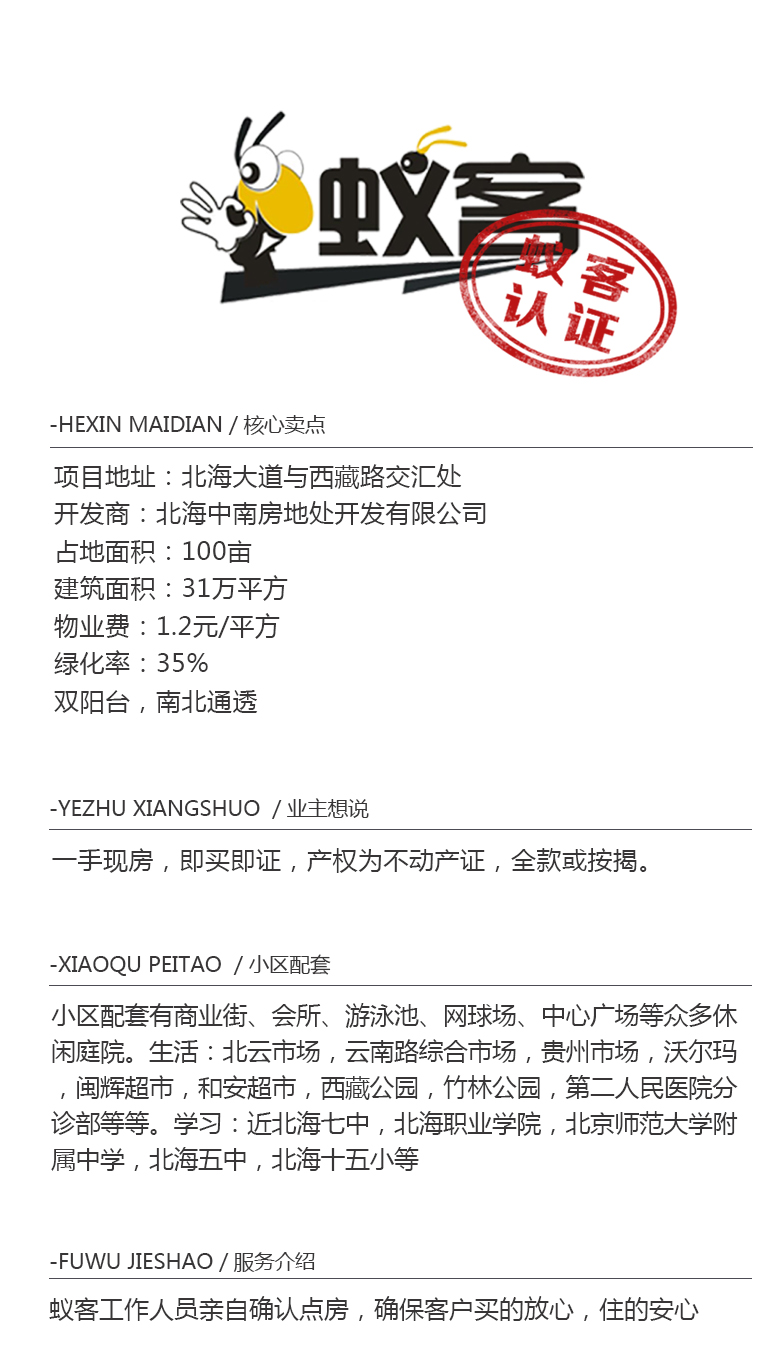 蚁客
蚁客
认证
-HEXIN MAIDIAN / 核心卖点
项目地址：北海大道与西藏路交汇处
开发商：北海中南房地处开发有限公司
占地面积：100亩
建筑面积：31万平方
物业费：1.2元/平方
绿化率：35%
双阳台，南北通透
-YEZHU XIANGSHUO / 业主想说
一手现房，即买即证，产权为不动产证，全款或按揭。
-XIAOQU PEITAO / 小区配套
小区配套有商业街、会所、游泳池、网球场、中心广场等众多休
闲庭院。生活：北云市场，云南路综合市场，贵州市场，沃尔玛
，闽辉超市，和安超市，西藏公园，竹林公园，第二人民医院分
诊部等等。学习：近北海七中，北海职业学院，北京师范大学附
属中学，北海五中，北海十五小等
-FUWU JIESHAO / 服务介绍
蚁客工作人员亲自确认点房，确保客户买的放心，住的安心